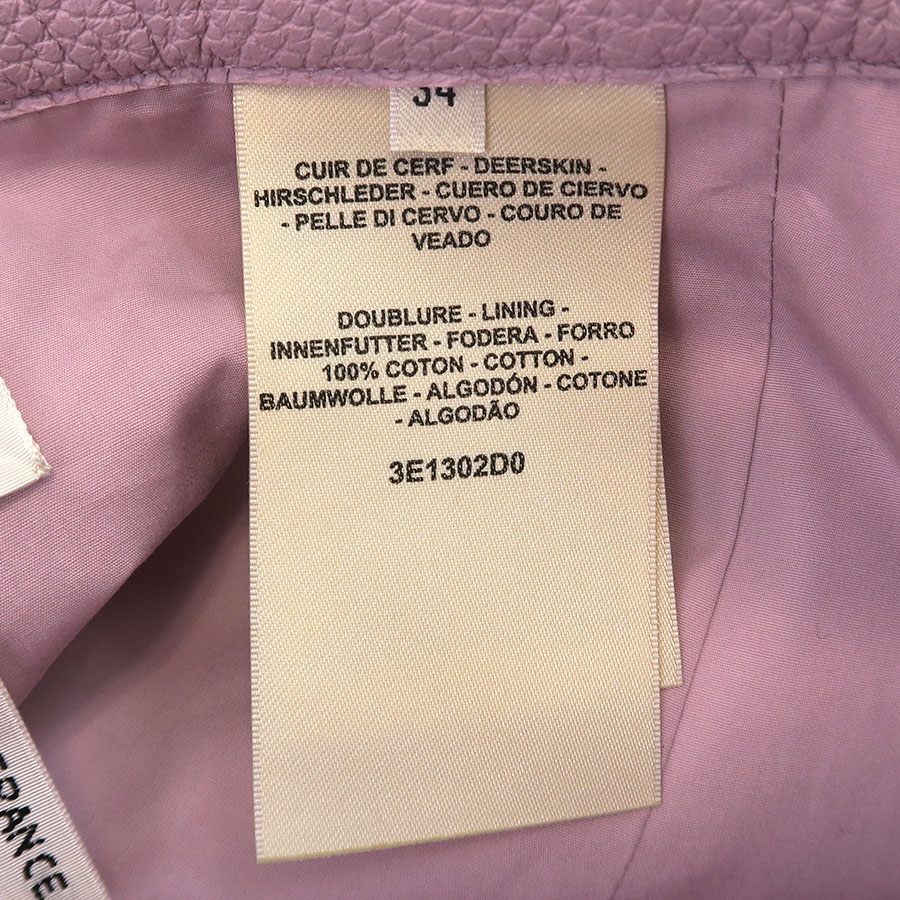 34
CUIR DE CERF - DEERSKIN -
HIRSCHLEDER - CUERO DE CIERVO
- PELLE DI CERVO - COURO DE
VEADO
DOUBLURE - LINING -
INNENFUTTER - FODERA - FORRO
100% COTON - COTTON -
BAUMWOLLE - ALGODÓN - COTONE
- ALGODÃO
3E1302D0
FRANCE